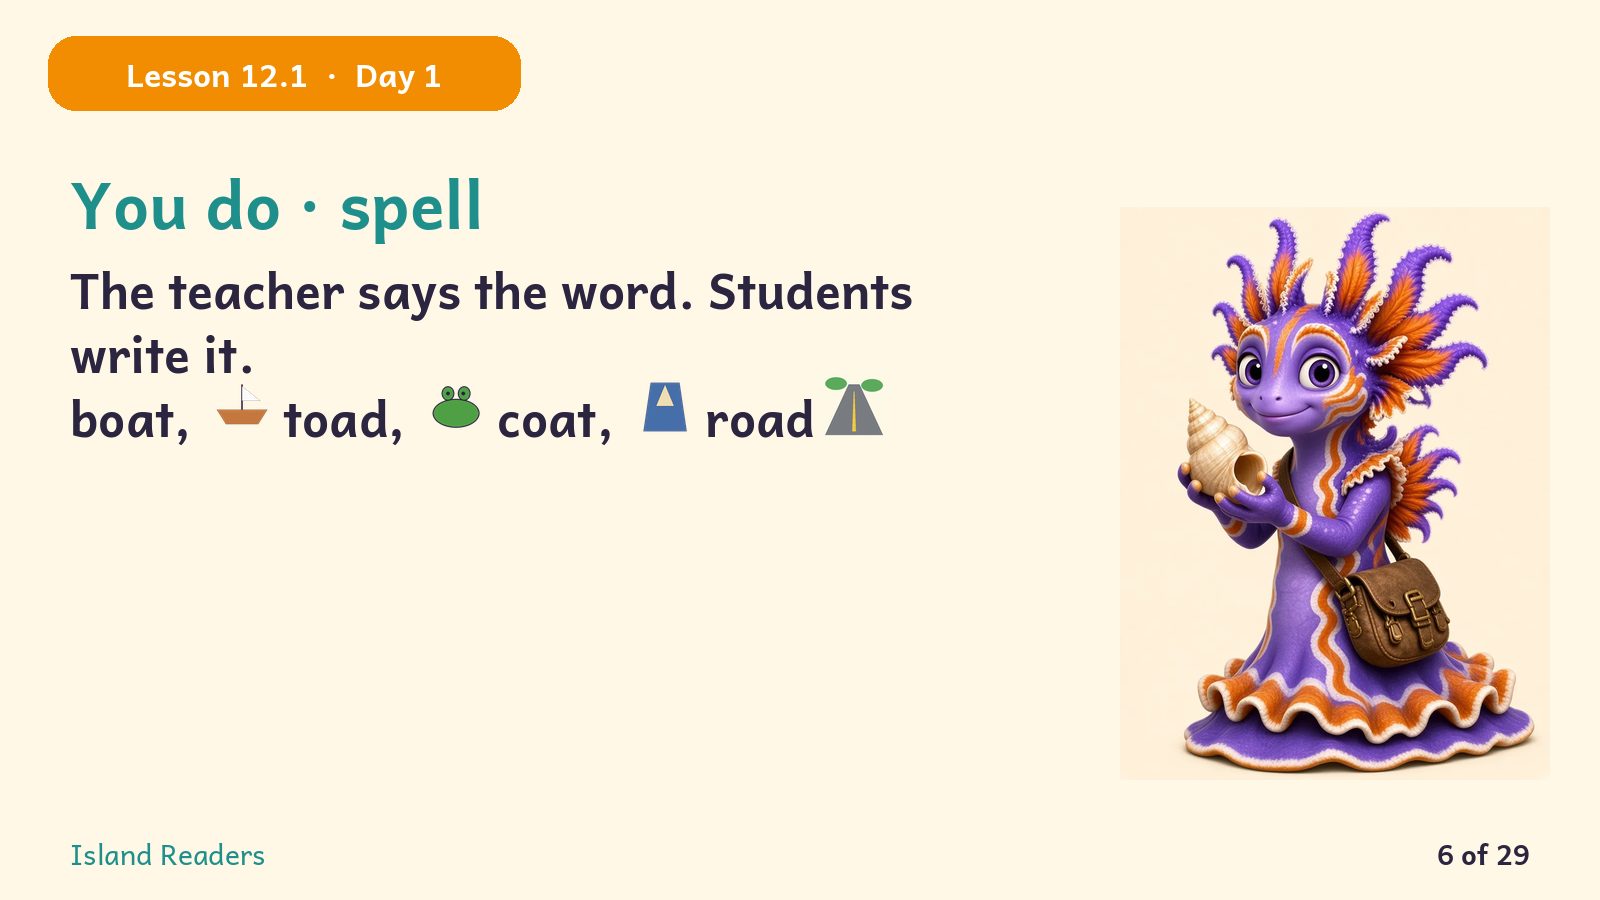 Lesson 12.1 · Day 1
You do · spell
The teacher says the word. Students
write it.
boat, toad, coat, road
Island Readers
6 of 29